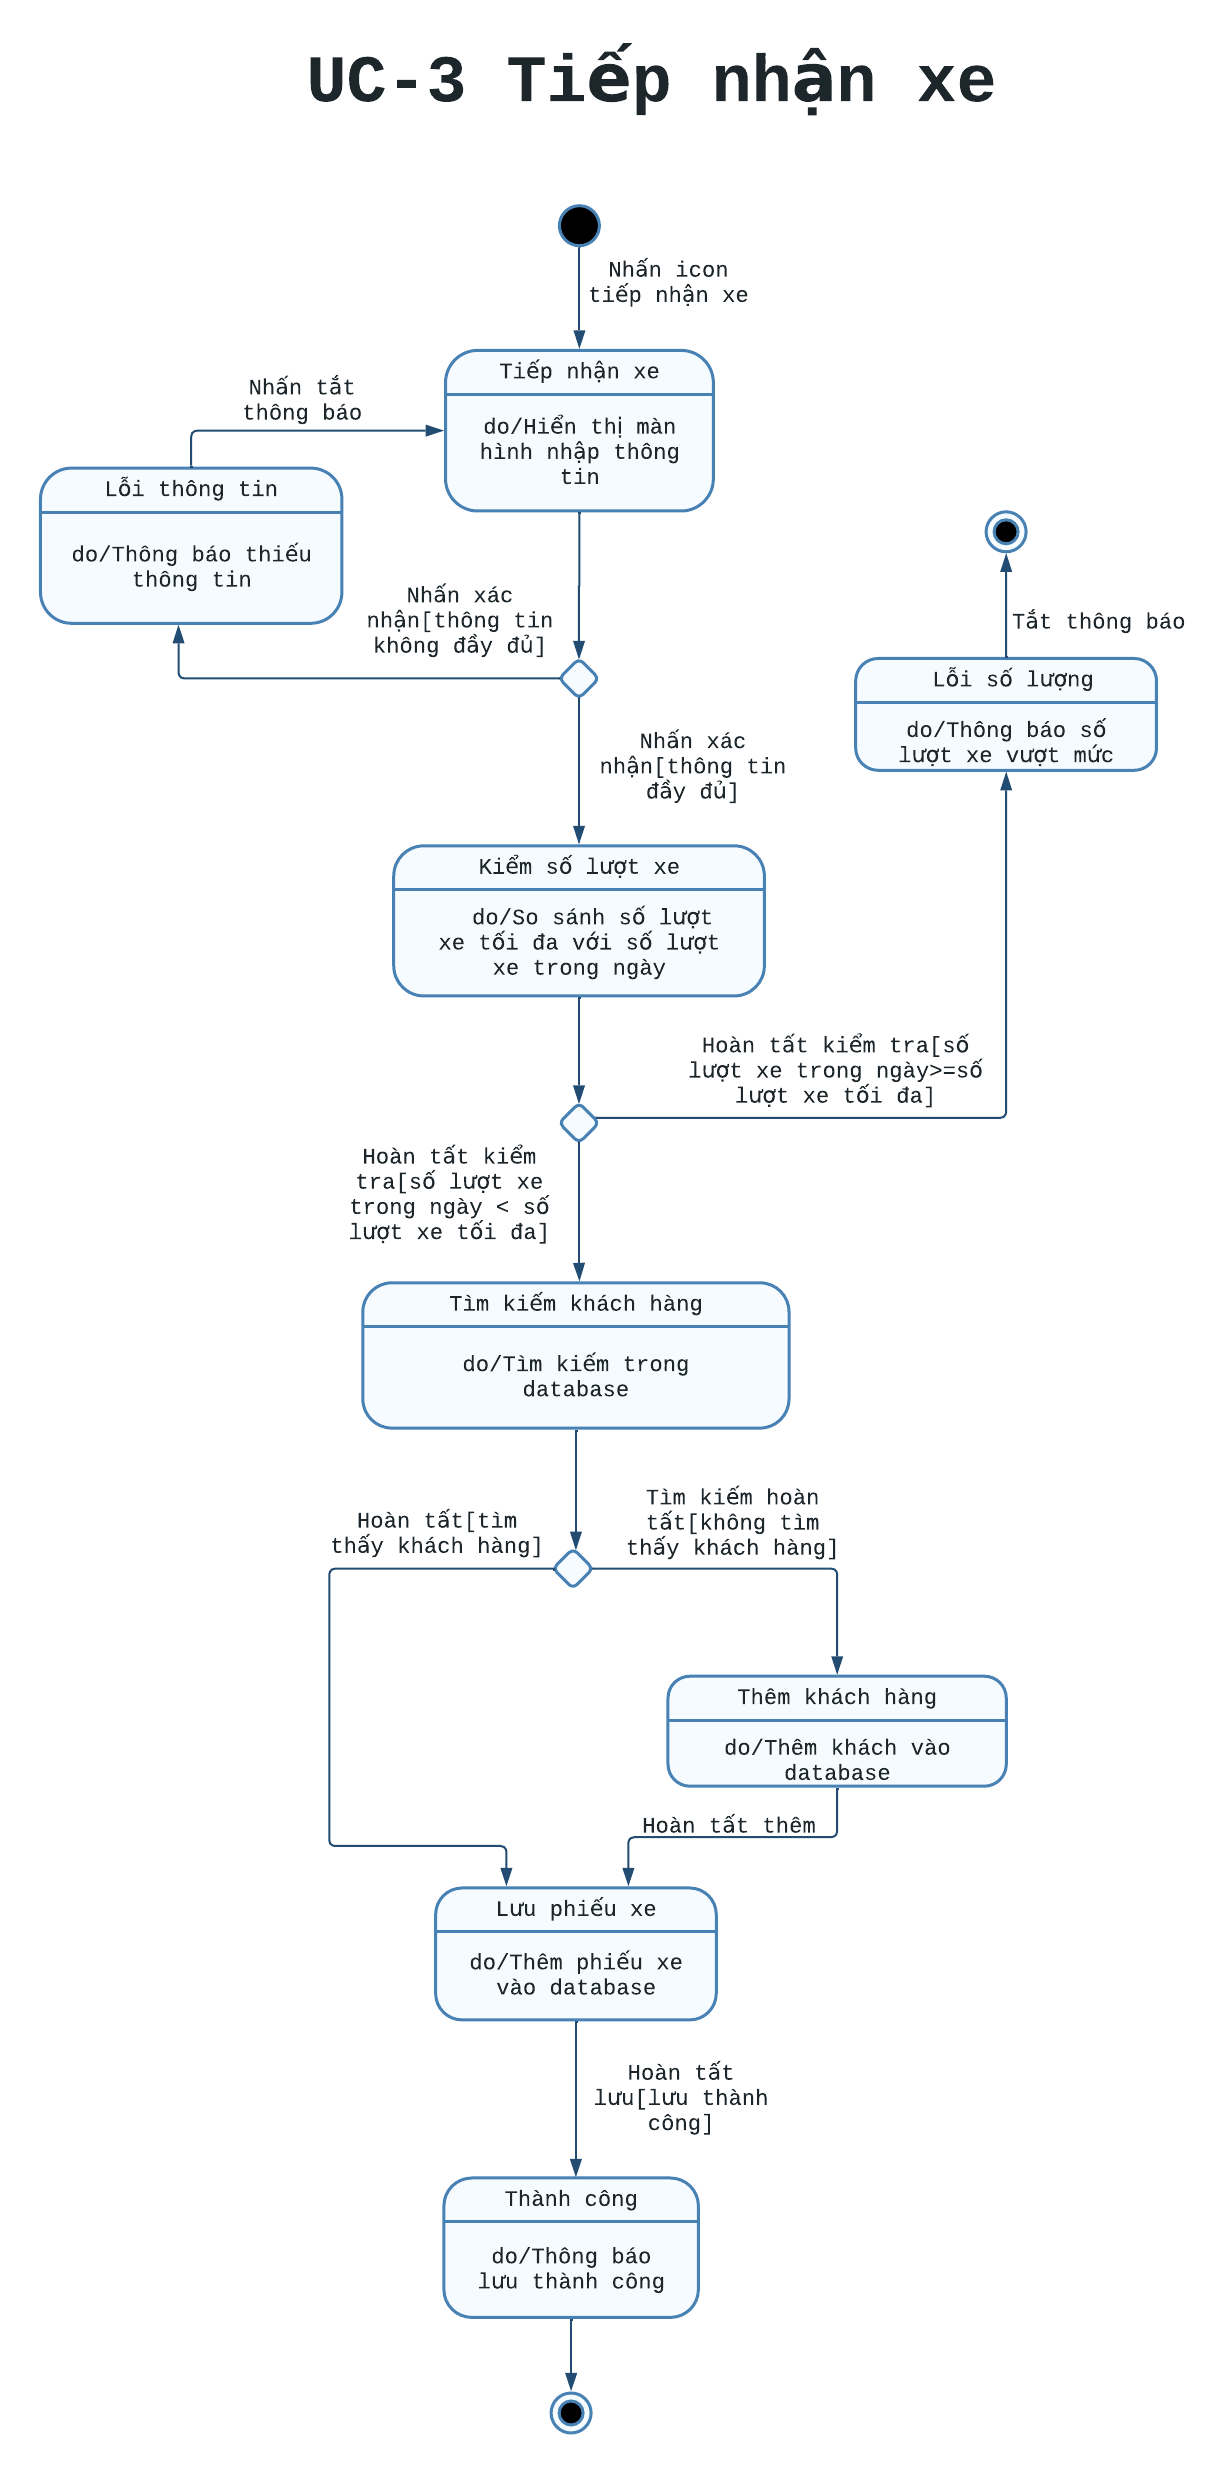 UC-3 Tiếp nhận xe
Nhấn icon
tiếp nhận xe
Tiếp nhận xe
do/Hiển thị màn
hình nhập thông
tin
Nhấn tắt
thông báo
Lỗi thông tin
do/Thông báo thiếu
thông tin
Nhấn xác
nhận[thông tin
không đầy đủ]
Tắt thông báo
Lỗi số lượng
do/Thông báo số
lượt xe vượt mức
Nhấn xác
nhận[thông tin
đầy đủ]
Kiểm số lượt xe
do/So sánh số lượt
xe tối đa với số lượt
xe trong ngày
Hoàn tất kiểm tra[số
lượt xe trong ngày>=số
lượt xe tối đa]
Hoàn tất kiểm
tra[số lượt xe
trong ngày < số
lượt xe tối đa]
Tìm kiếm khách hàng
do/Tìm kiếm trong
database
Hoàn tất[tìm
thấy khách hàng]
Tìm kiếm hoàn
tất[không tìm
thấy khách hàng]
Thêm khách hàng
do/Thêm khách vào
database
Hoàn tất thêm
Lưu phiếu xe
do/Thêm phiếu xe
vào database
Hoàn tất
lưu[lưu thành
công]
Thành công
do/Thông báo
lưu thành công